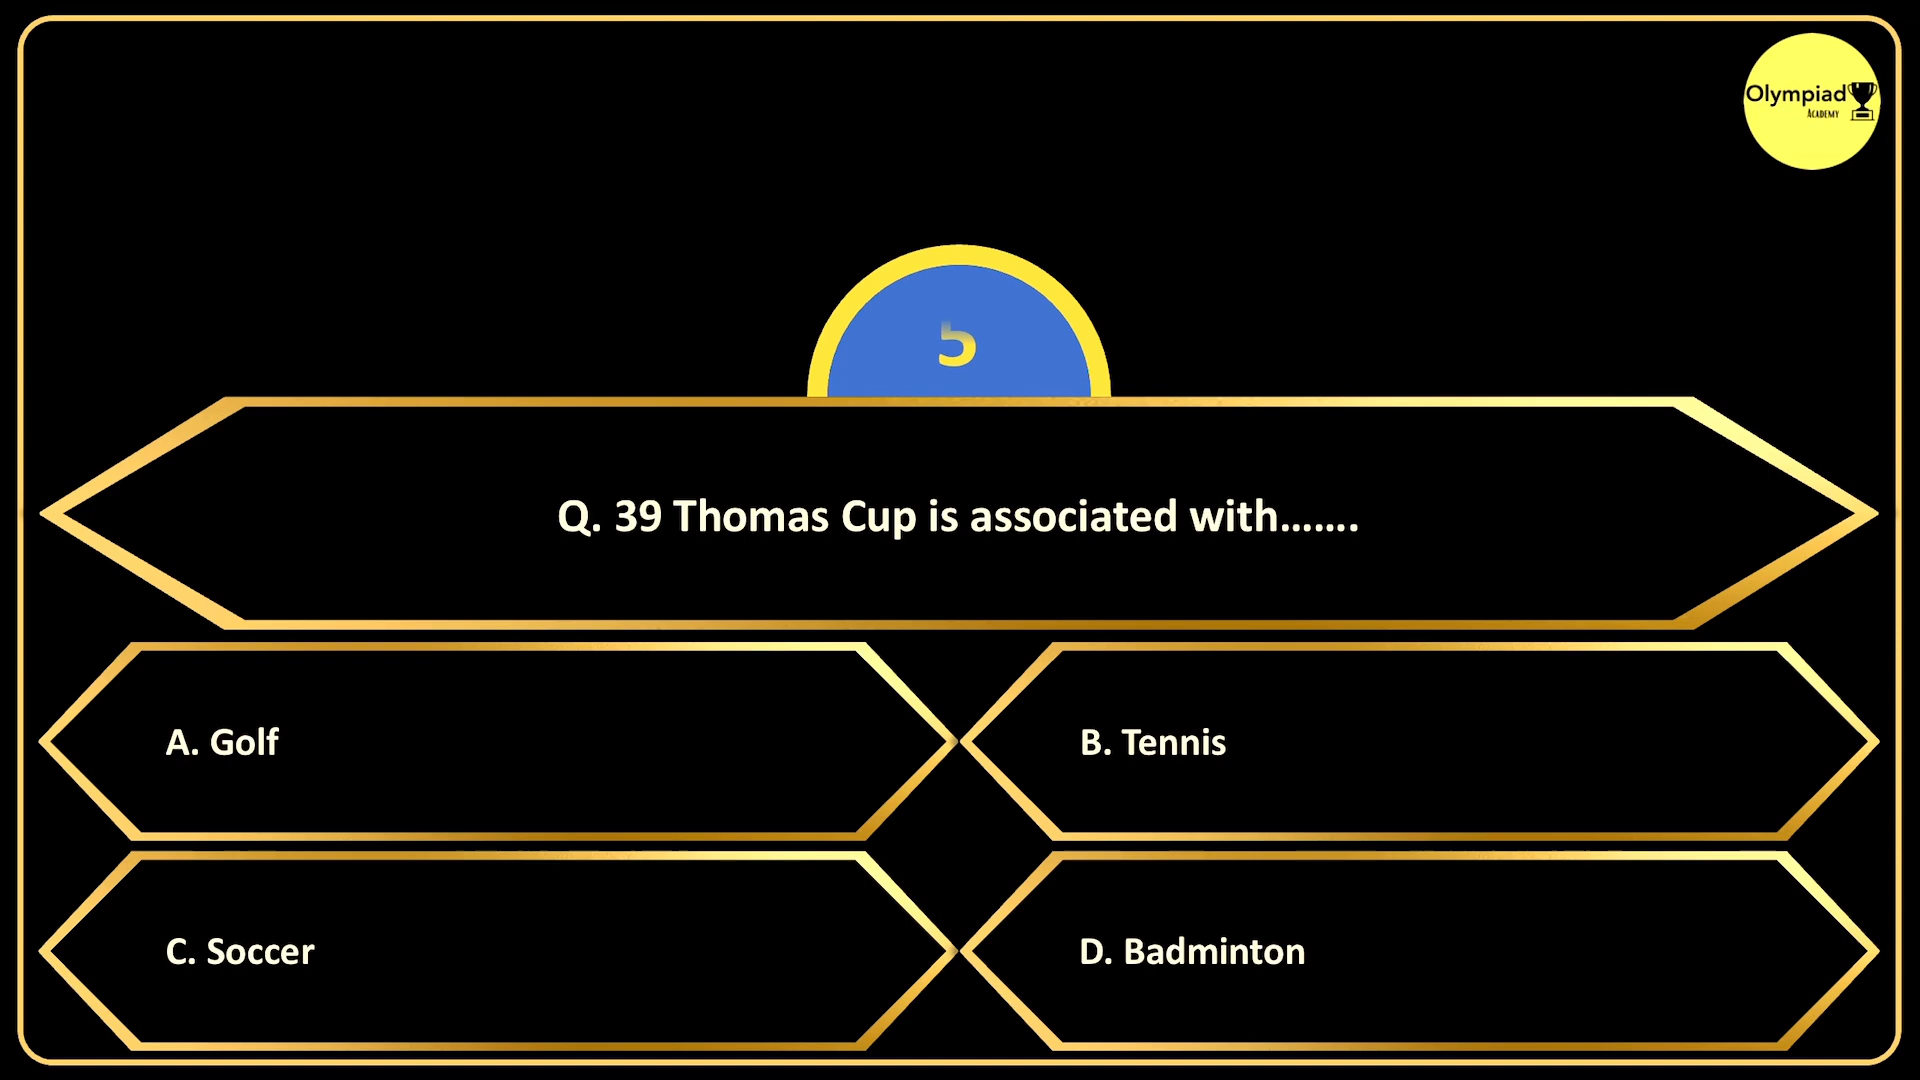 Olympiad
Academy
5
Q. 39 Thomas Cup is associated with.......
A. Golf
B. Tennis
C. Soccer
D. Badminton